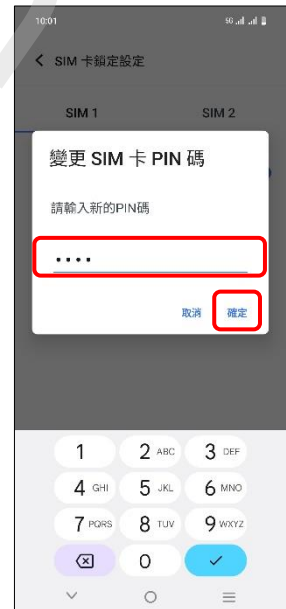 10:01 5G
SIM 卡鎖定設定
SIM 1 SIM 2
變更 SIM 卡 PIN 碼
請輸入新的PIN碼
••••
取消 確定
1 2 ABC 3 DEF
4 GHI 5 JKL 6 MNO
7 PQRS 8 TUV 9 WXYZ
0